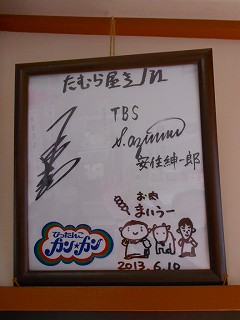 たむら屋さん江
TBS
S.azumi
安住紳一郎
お肉
まいうー
ぴったんこ
カン★カン
2013.6.10